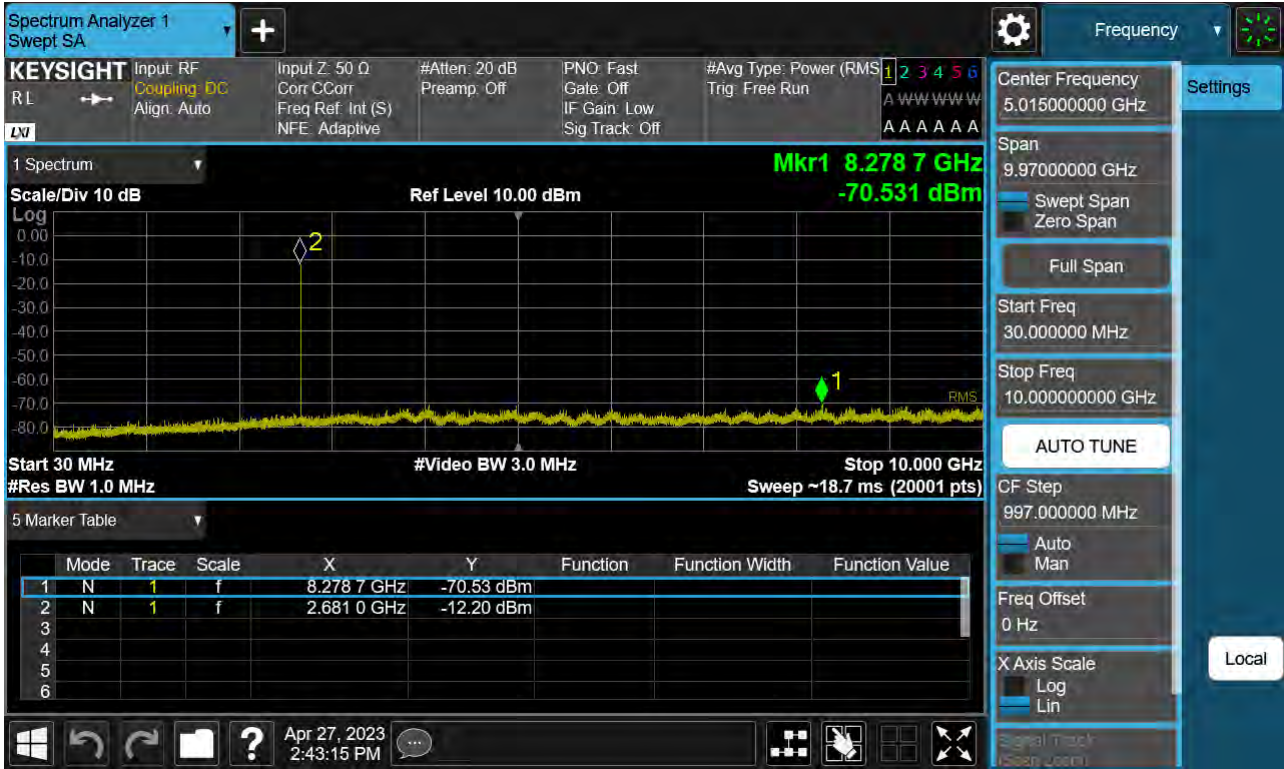 Spectrum Analyzer 1
Swept SA
Frequency
KEYSIGHT
RL
LXI
Input: RF
Coupling: DC
Align: Auto
Input Z: 50 Ω
Corr CCorr
Freq Ref: Int (S)
NFE: Adaptive
#Atten: 20 dB
Preamp: Off
PNO: Fast
Gate: Off
IF Gain: Low
Sig Track: Off
#Avg Type: Power (RMS
Trig: Free Run
1 2 3 4 5 6
A W W W W W
A A A A A A
1 Spectrum
Scale/Div 10 dB
Ref Level 10.00 dBm
Mkr1 8.278 7 GHz
-70.531 dBm
Log
0.00
-10.0
-20.0
-30.0
-40.0
-50.0
-60.0
-70.0
-80.0
2
1
RMS
Start 30 MHz
#Video BW 3.0 MHz
Stop 10.000 GHz
#Res BW 1.0 MHz
Sweep ~18.7 ms (20001 pts)
5 Marker Table
Mode Trace Scale X Y Function Function Width Function Value
1 N 1 f 8.278 7 GHz -70.53 dBm
2 N 1 f 2.681 0 GHz -12.20 dBm
3
4
5
6
Apr 27, 2023
2:43:15 PM
Center Frequency
5.015000000 GHz
Settings
Span
9.97000000 GHz
Swept Span
Zero Span
Full Span
Start Freq
30.000000 MHz
Stop Freq
10.000000000 GHz
AUTO TUNE
CF Step
997.000000 MHz
Auto
Man
Freq Offset
0 Hz
X Axis Scale
Log
Lin
Local
Signal Track
(Span Zoom)